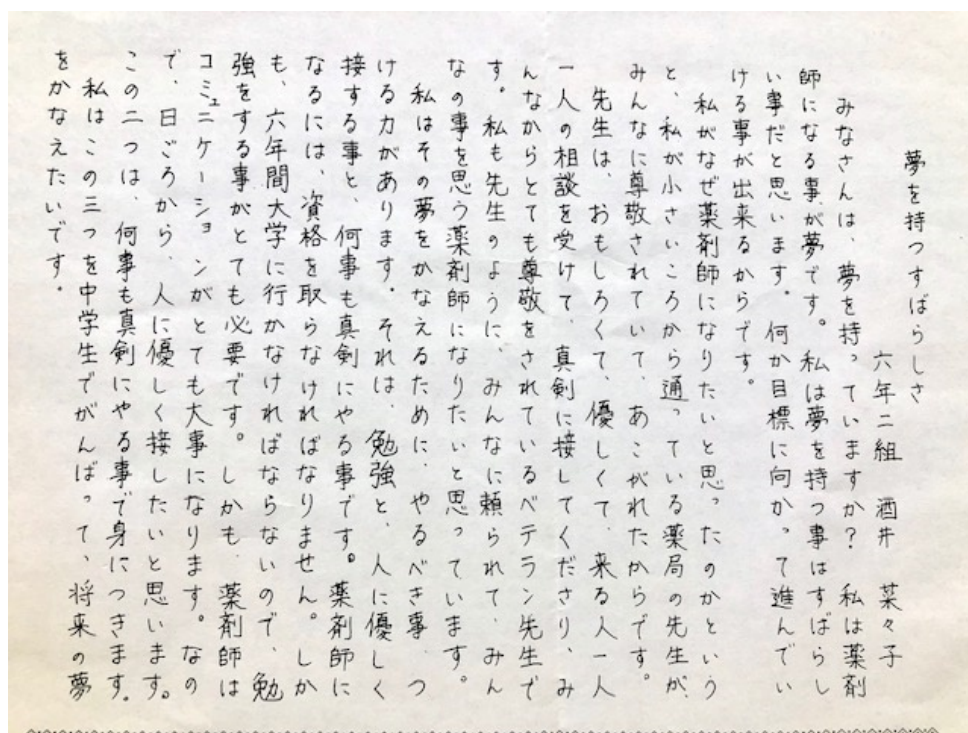 夢を持つすばらしさ
六年二組 酒井 菜々子
みなさんは、夢を持っていますか？ 私は薬剤
師になる事が夢です。私は夢を持つ事はすばらし
い事だと思います。何か目標に向かって進んでい
ける事が出来るからです。
私がなぜ薬剤師になりたいと思ったのかという
と、私が小さいころから通っている薬局の先生が、
みんなに尊敬されていて、あこがれたからです。
先生は、おもしろくて、優しくて、来る人一人
一人の相談を受けて、真剣に接してくださり、み
んなからとても尊敬をされているベテラン先生で
す。私も先生のように、みんなに頼られて、みん
なの事を思う薬剤師になりたいと思っています。
私はその夢をかなえるために、やるべき事、つ
ける力があります。それは、勉強と、人に優しく
接する事と、何事も真剣にやる事です。薬剤師に
なるには、資格を取らなければなりません。しか
も、六年間大学に行かなければならないので、勉
強をする事がとても必要です。しかも、薬剤師は
コミュニケーションがとても大事になります。なの
で、日ごろから、人に優しく接したいと思います。
この二つは、何事も真剣にやる事で身につきます。
私はこの三つを中学生でがんばって、将来の夢
をかなえたいです。